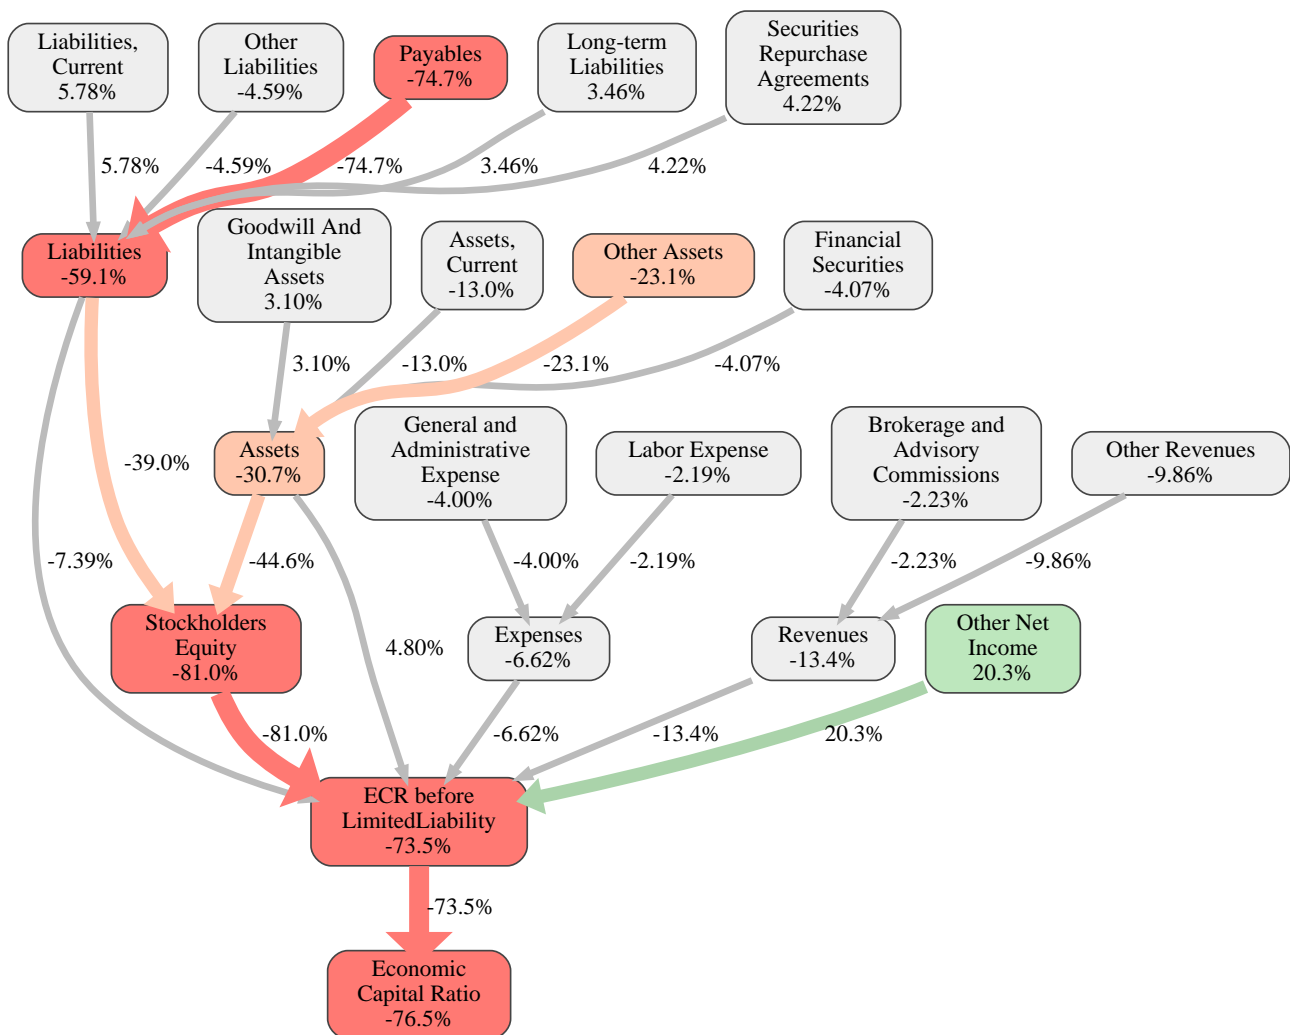 Liabilities,
Current
5.78%
Other
Liabilities
-4.59%
Payables
-74.7%
Long-term
Liabilities
3.46%
Securities
Repurchase
Agreements
4.22%
5.78%
-4.59%
-74.7%
3.46%
4.22%
Liabilities
-59.1%
Goodwill And
Intangible
Assets
3.10%
Assets,
Current
-13.0%
Other Assets
-23.1%
Financial
Securities
-4.07%
3.10%
-13.0%
-23.1%
-4.07%
-39.0%
Assets
-30.7%
General and
Administrative
Expense
-4.00%
Labor Expense
-2.19%
Brokerage and
Advisory
Commissions
-2.23%
Other Revenues
-9.86%
-7.39%
-44.6%
-4.00%
-2.19%
-2.23%
-9.86%
Stockholders
Equity
-81.0%
4.80%
Expenses
-6.62%
Revenues
-13.4%
Other Net
Income
20.3%
-81.0%
-6.62%
-13.4%
20.3%
ECR before
LimitedLiability
-73.5%
-73.5%
Economic
Capital Ratio
-76.5%